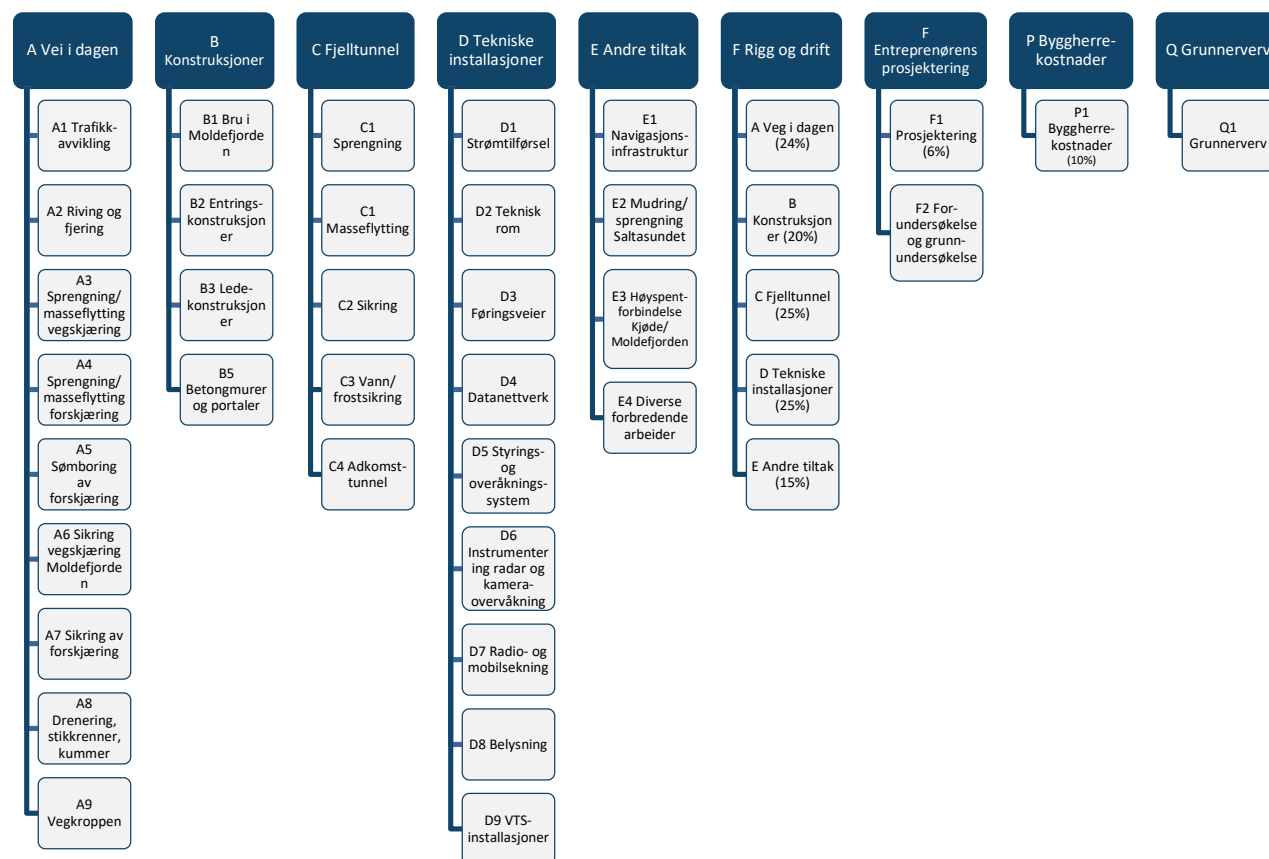 A Vei i dagen
A1 Trafikk-
avvikling
A2 Riving og
fjering
A3
Sprengning/
masseflytting
vegskjæring
A4
Sprengning/
masseflytting
forskjæring
A5
Sømboring
av
forskjæring
A6 Sikring
vegskjæring
Moldefjorde
n
A7 Sikring av
forskjæring
A8
Drenering,
stikkrenner,
kummer
A9
Vegkroppen
B
Konstruksjoner
B1 Bru i
Moldefjorde
n
B2 Entrings-
konstruksjon
er
B3 Lede-
konstruksjon
er
B5
Betongmurer
og portaler
C Fjelltunnel
C1
Sprengning
C1
Masseflytting
C2 Sikring
C3 Vann/
frostsikring
C4 Adkomst-
tunnel
D Tekniske
installasjoner
D1
Strømtilførsel
D2 Teknisk
rom
D3
Føringsveier
D4
Datanettverk
D5 Styrings-
og
overåknings-
system
D6
Instrumenter
ing radar og
kamera-
overvåkning
D7 Radio- og
mobilsekning
D8 Belysning
D9 VTS-
installasjoner
E Andre tiltak
E1
Navigasjons-
infrastruktur
E2 Mudring/
sprengning
Saltasundet
E3 Høyspent-
forbindelse
Kjøde/
Moldefjorden
E4 Diverse
forbredende
arbeider
F Rigg og drift
A Veg i dagen
(24%)
B
Konstruksjon
er (20%)
C Fjelltunnel
(25%)
D Tekniske
installasjoner
(25%)
E Andre tiltak
(15%)
F
Entreprenørens
prosjektering
F1
Prosjektering
(6%)
F2 For-
undersøkelse
og grunn-
undersøkelse
P Byggherre-
kostnader
P1
Byggherre-
kostnader
(10%)
Q Grunnerverv
Q1
Grunnerverv